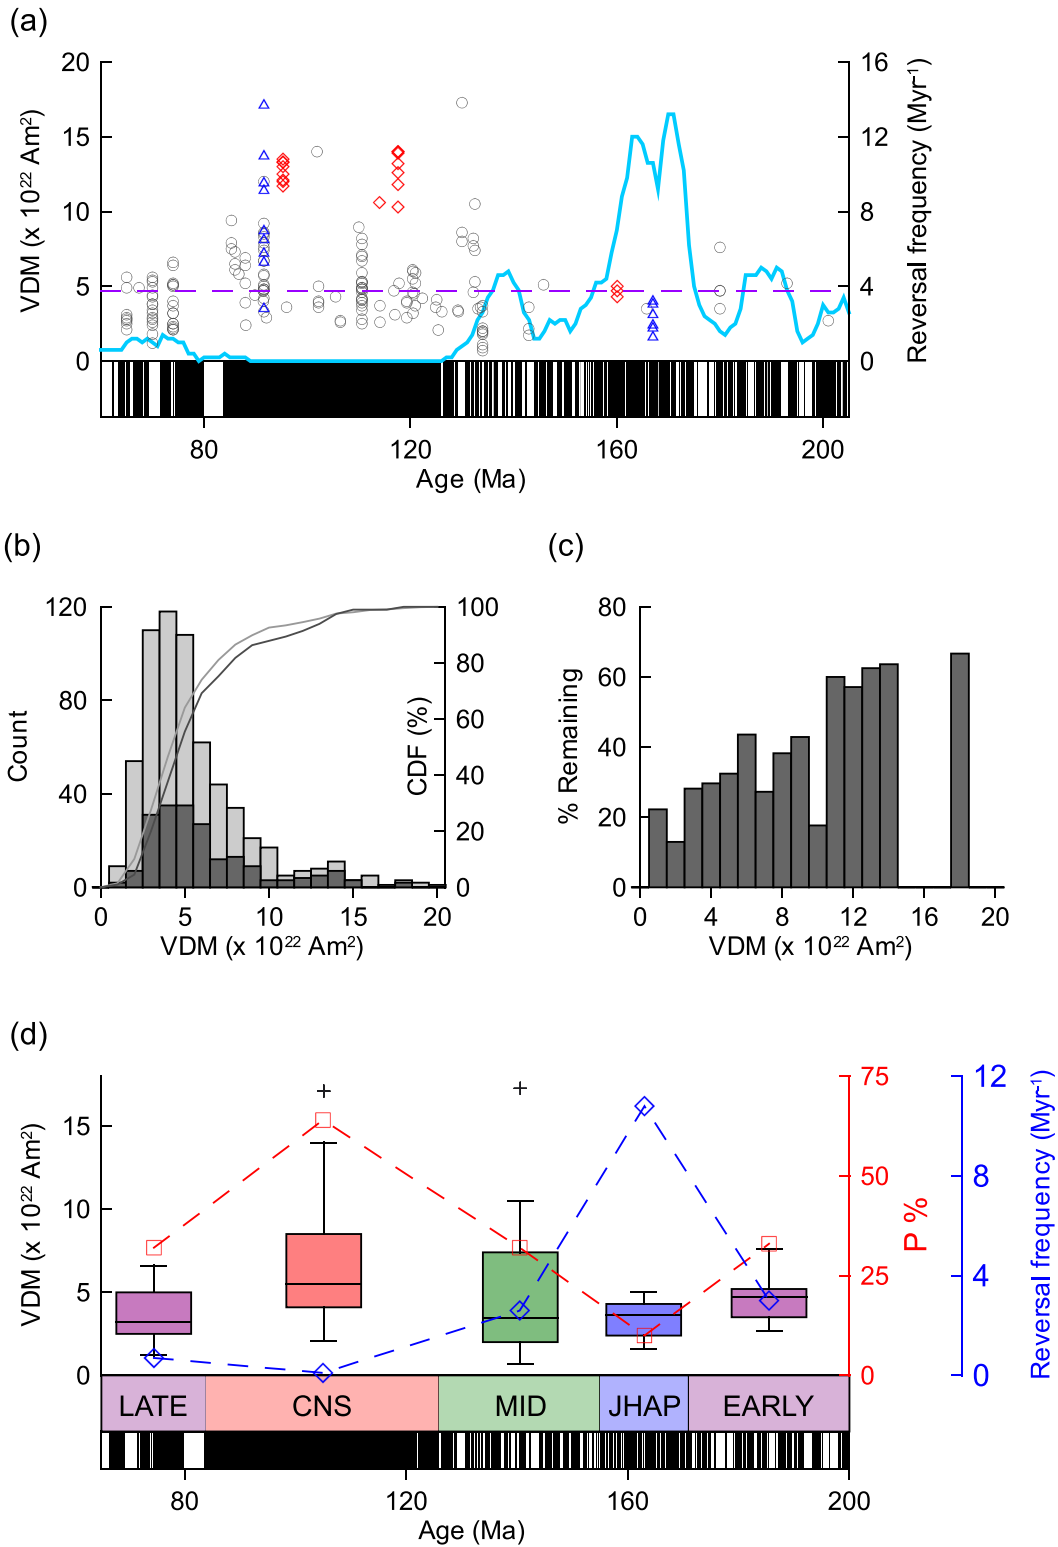 (a)
20
15
10
5
0
VDM (x 10²² Am²)
16
12
8
4
0
Reversal frequency (Myr⁻¹)
80
120
160
200
Age (Ma)
(b)
120
80
40
0
Count
100
80
60
40
20
0
CDF (%)
0
5
10
15
20
VDM (x 10²² Am²)
(c)
80
60
40
20
0
% Remaining
0
4
8
12
16
20
VDM (x 10²² Am²)
(d)
15
10
5
0
VDM (x 10²² Am²)
75
50
25
0
P %
12
8
4
0
Reversal frequency (Myr⁻¹)
LATE
CNS
MID
JHAP
EARLY
80
120
160
200
Age (Ma)